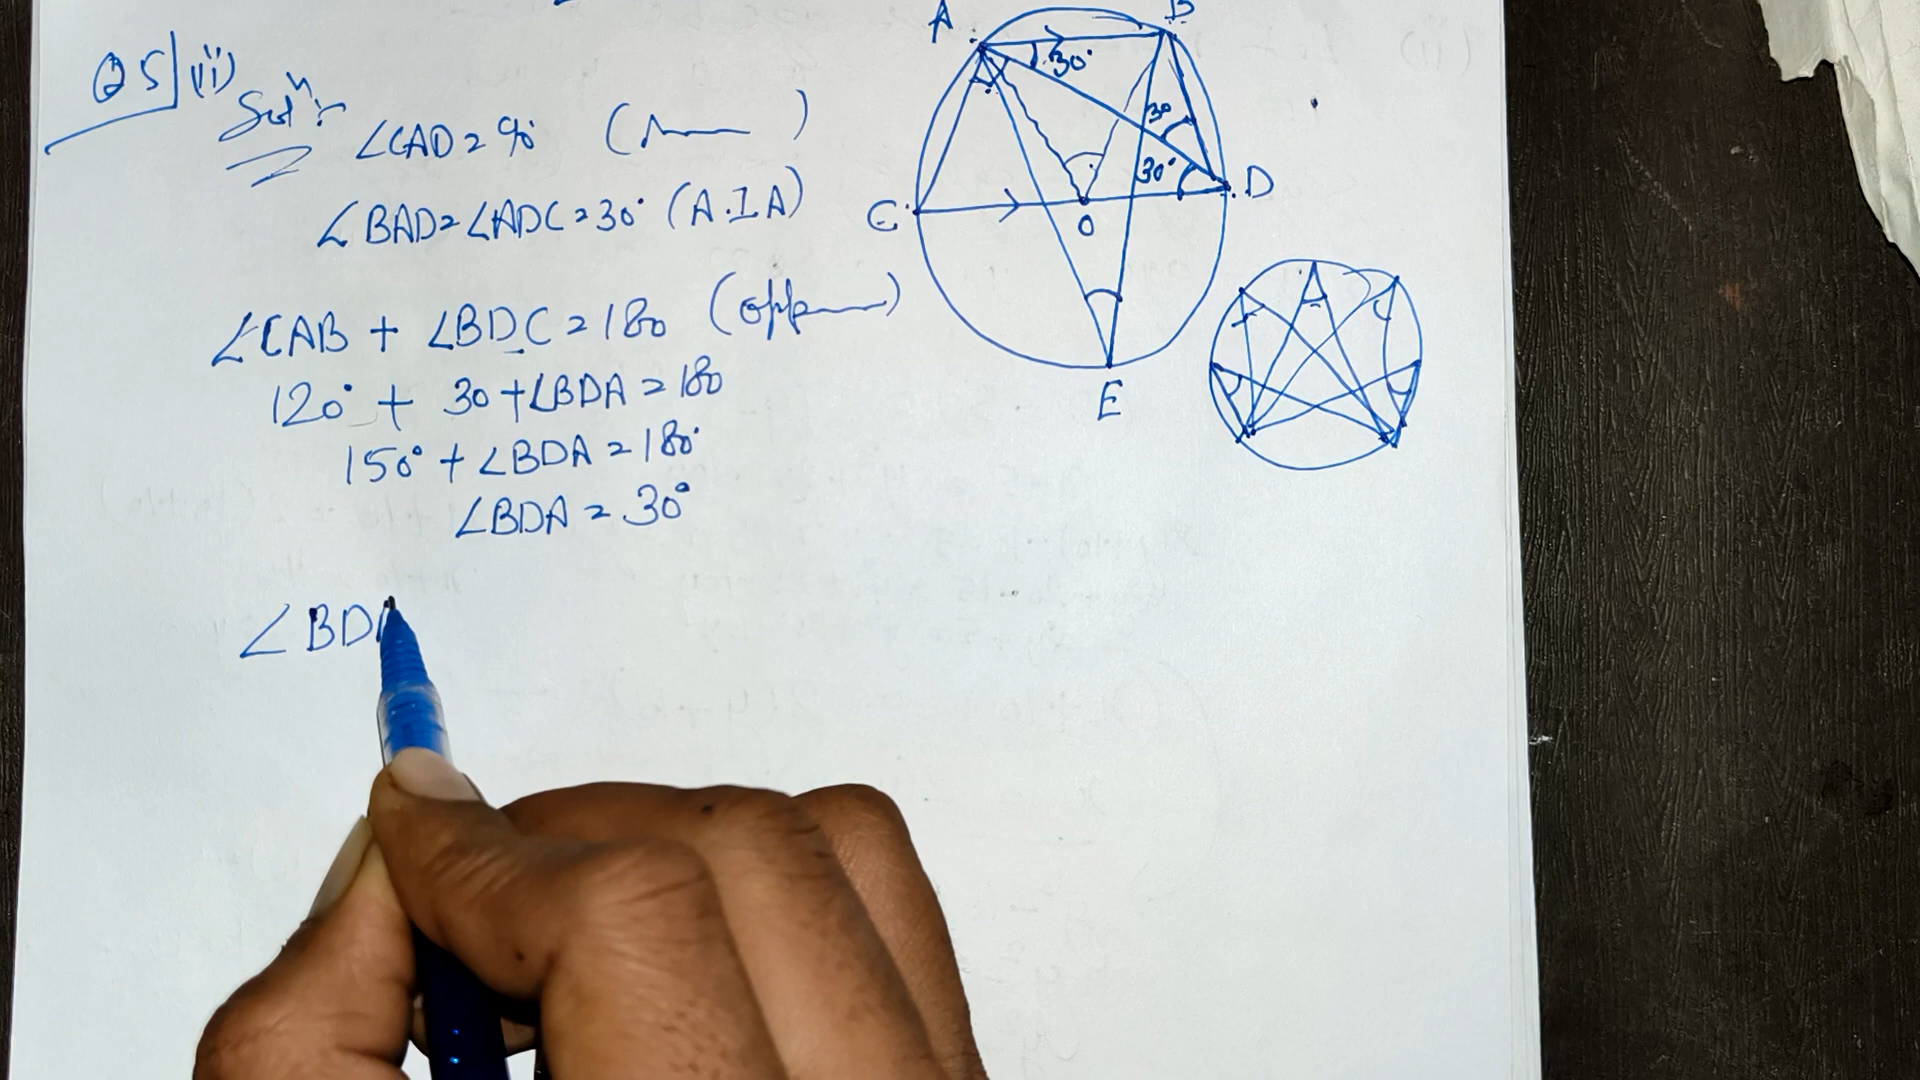 Q5|(ii)
Solⁿ:
∠CAD = 90° ( )
∠BAD = ∠ADC = 30° (A.I.A)
∠CAB + ∠BDC = 180 (opp )
120° + 30 + ∠BDA = 180
150° + ∠BDA = 180°
∠BDA = 30°
∠BDA
A
B
30°
30
30°
C
O
D
E